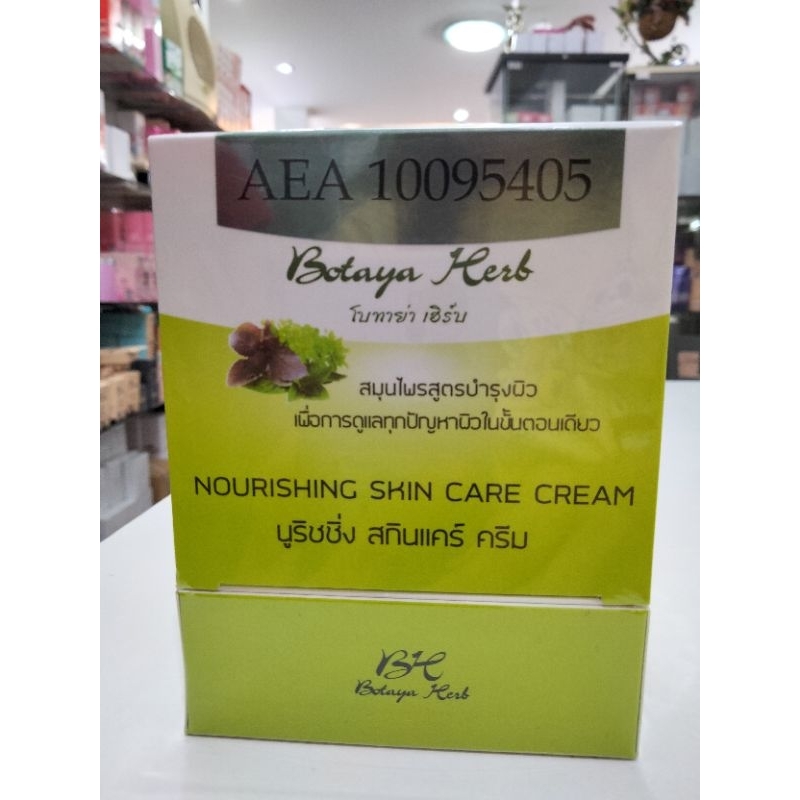 AEA 10095405
Botaya Herb
โบทาย่า เฮิร์บ
สมุนไพรสูตรบำรุงผิว
เพื่อการดูแลทุกปัญหาผิวในขั้นตอนเดียว
NOURISHING SKIN CARE CREAM
นูริชชิ่ง สกินแคร์ ครีม
BH
Botaya Herb